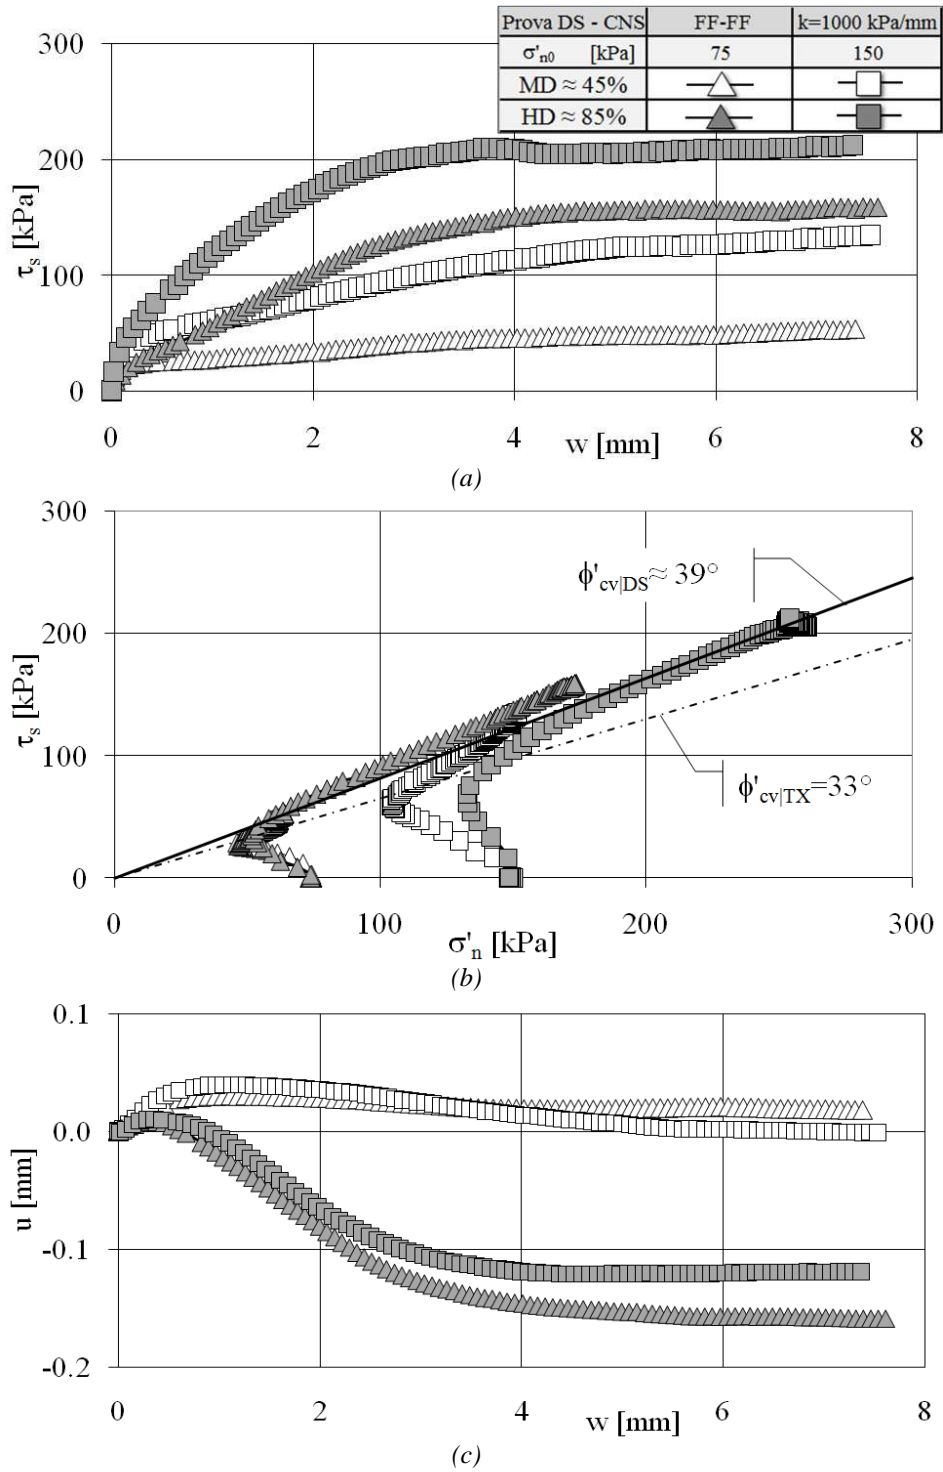 Prova DS - CNS FF-FF k=1000 kPa/mm
σ'n0 [kPa] 75 150
MD ≈ 45%
HD ≈ 85%
300
200
100
0
τs [kPa]
0 2 4 6 8
w [mm]
(a)
300
200
100
0
τs [kPa]
ϕ'cv|DS ≈ 39°
ϕ'cv|TX=33°
0 100 200 300
σ'n [kPa]
(b)
0.1
0.0
-0.1
-0.2
u [mm]
0 2 4 6 8
w [mm]
(c)